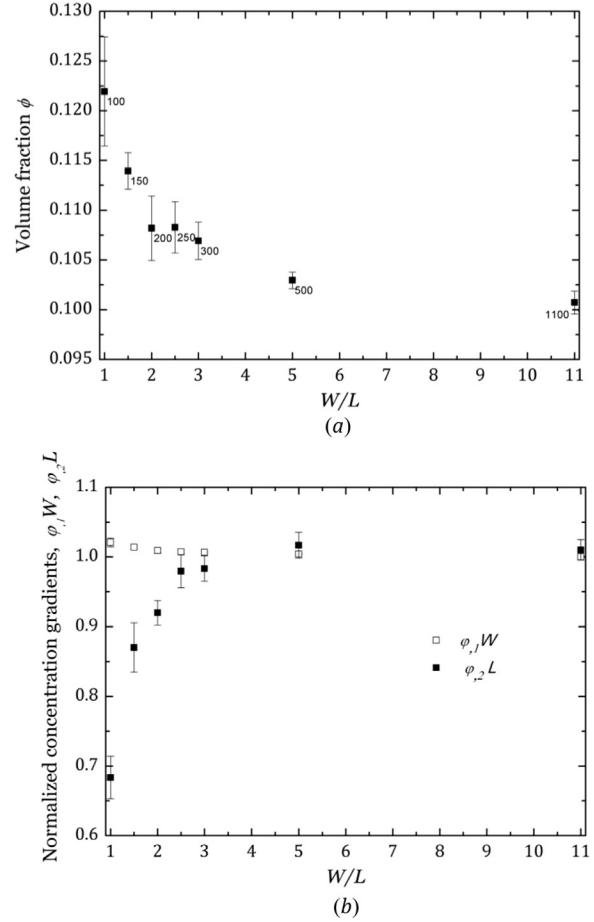 0.130
0.125
0.120
0.115
0.110
0.105
0.100
0.095
Volume fraction ϕ
100
150
200
250
300
500
1100
1 2 3 4 5 6 7 8 9 10 11
W/L
(a)
1.1
1.0
0.9
0.8
0.7
0.6
Normalized concentration gradients, φ,1W, φ,2L
φ,1W
φ,2L
1 2 3 4 5 6 7 8 9 10 11
W/L
(b)